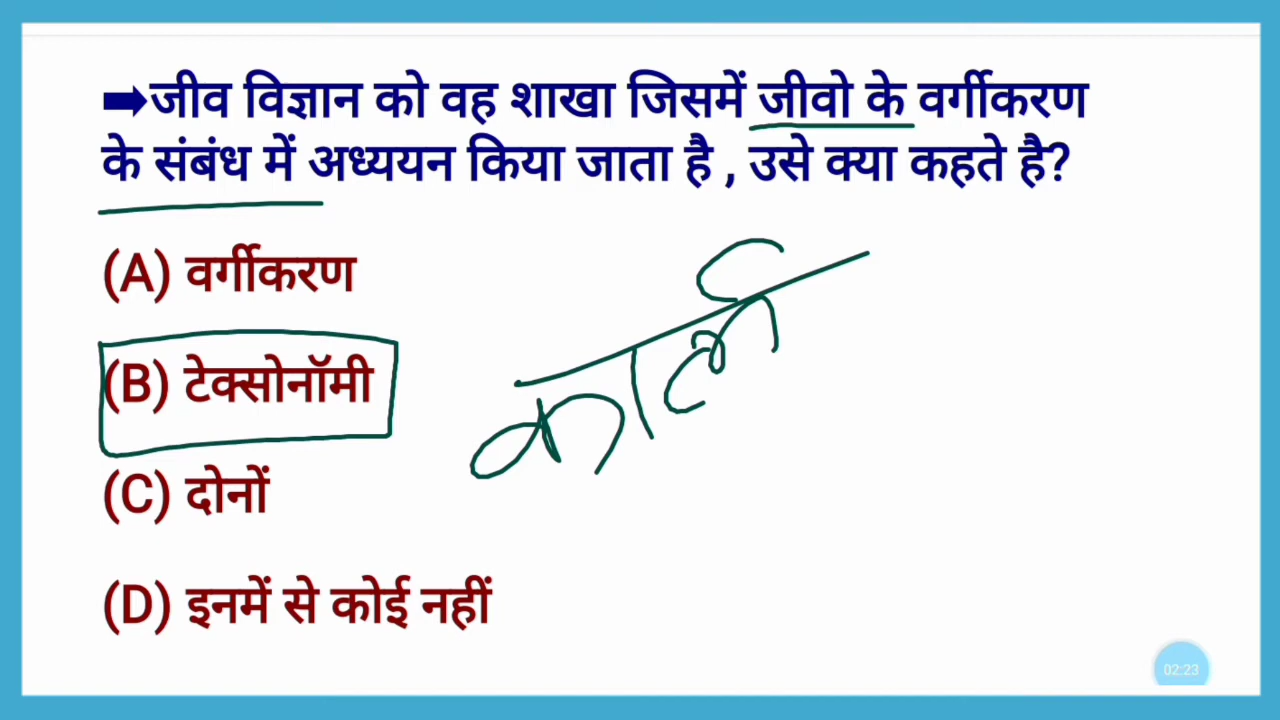 ➡जीव विज्ञान को वह शाखा जिसमें जीवो के वर्गीकरण
के संबंध में अध्ययन किया जाता है , उसे क्या कहते है?
(A) वर्गीकरण
(B) टेक्सोनॉमी
(C) दोनों
(D) इनमें से कोई नहीं
02:23